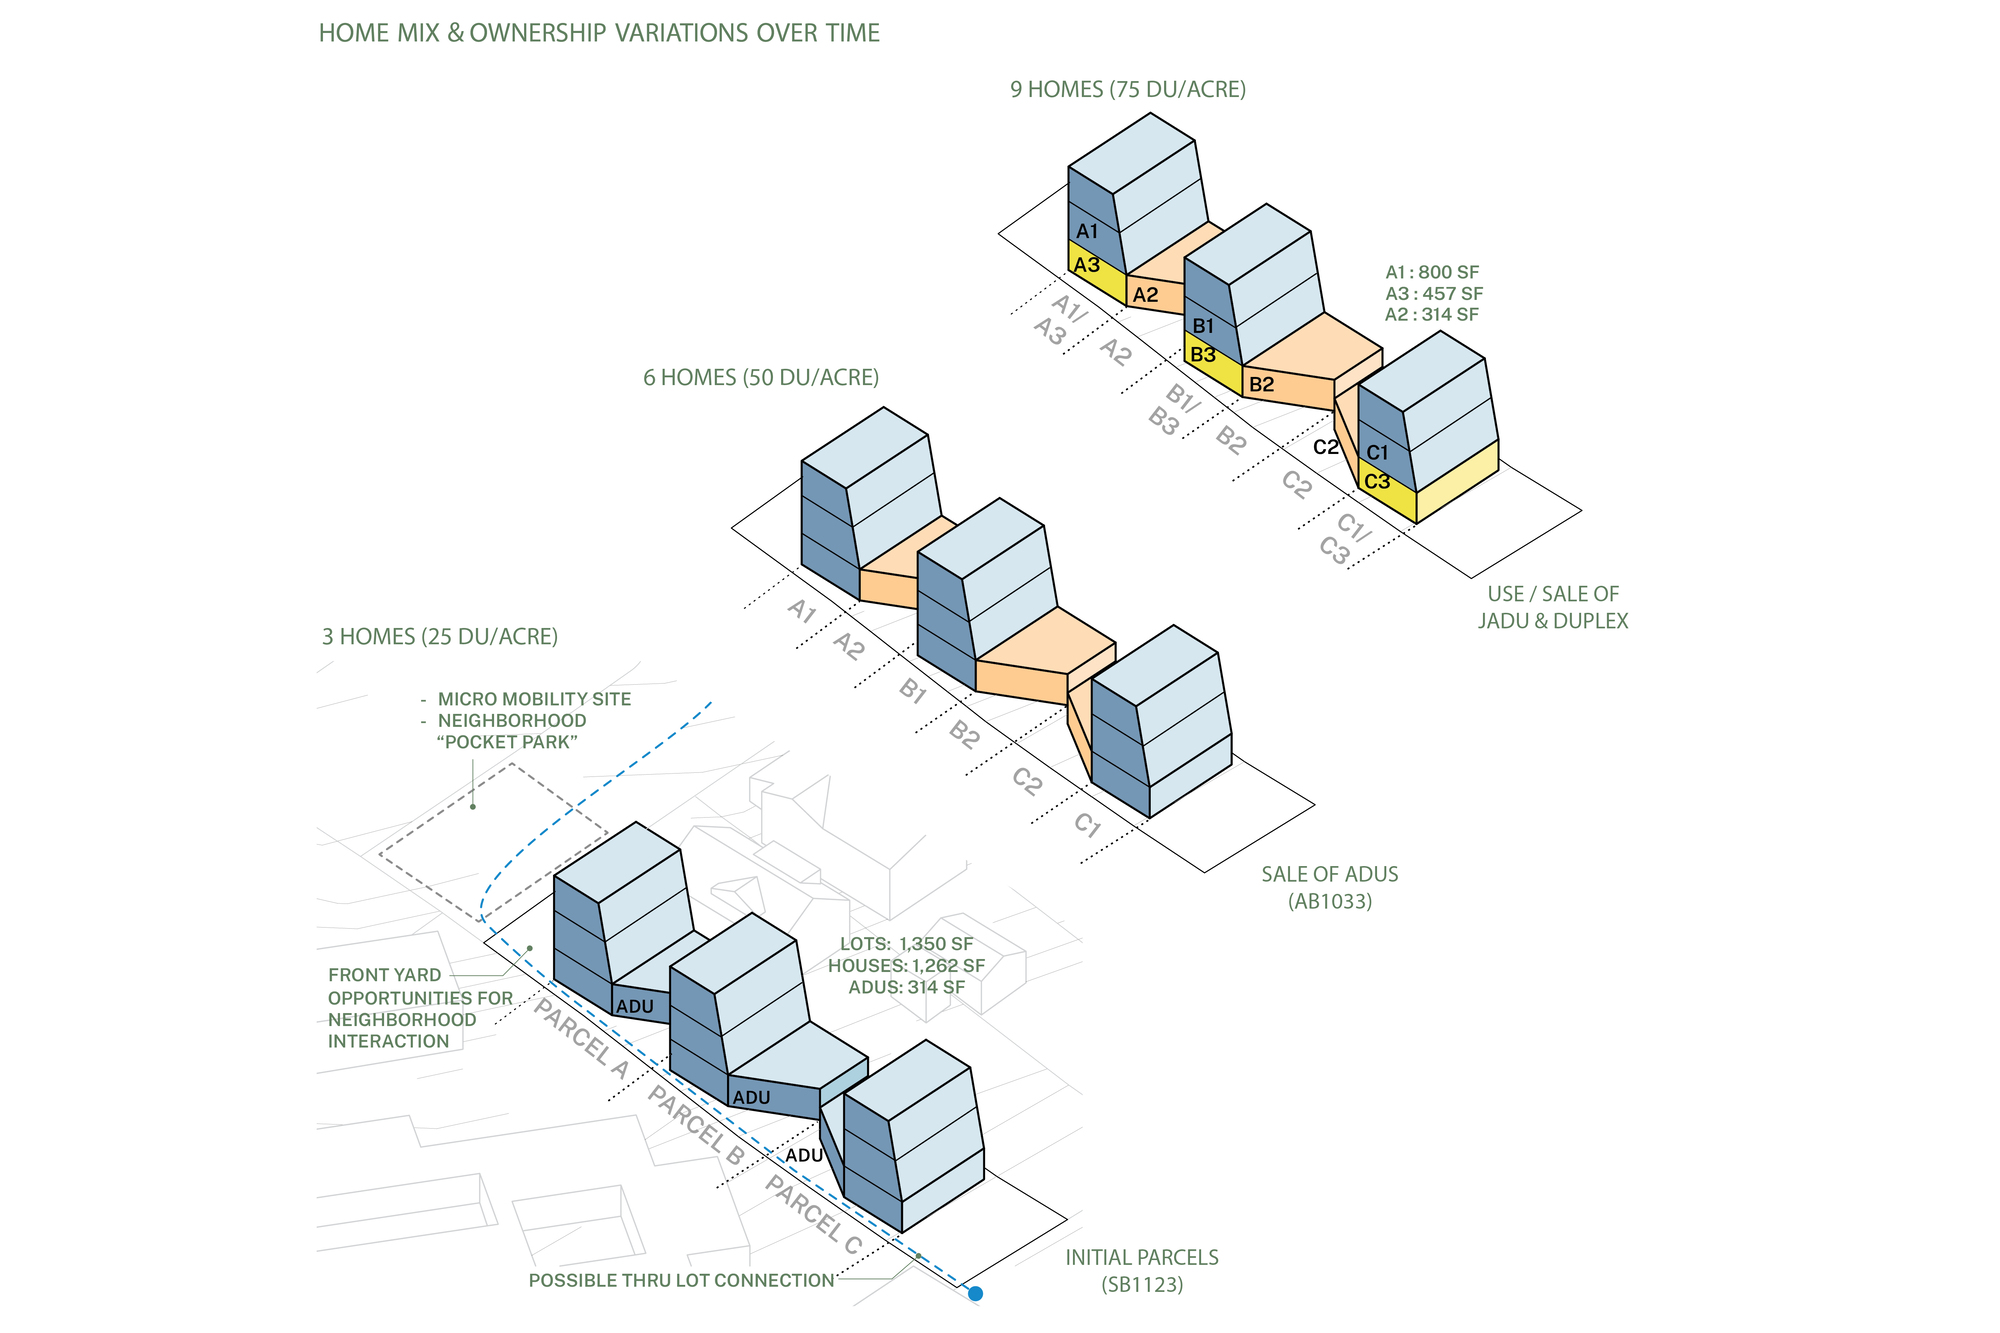 HOME MIX & OWNERSHIP VARIATIONS OVER TIME
9 HOMES (75 DU/ACRE)
A1
A3
A2
B1
B3
B2
C2
C1
C3
A1 : 800 SF
A3 : 457 SF
A2 : 314 SF
A1/
A3
A2
B1/
B3
B2
C2
C1/
C3
USE / SALE OF
JADU & DUPLEX
6 HOMES (50 DU/ACRE)
A1
A2
B1
B2
C2
C1
SALE OF ADUS
(AB1033)
3 HOMES (25 DU/ACRE)
- MICRO MOBILITY SITE
- NEIGHBORHOOD
“POCKET PARK”
LOTS: 1,350 SF
HOUSES: 1,262 SF
ADUS: 314 SF
FRONT YARD
OPPORTUNITIES FOR
NEIGHBORHOOD
INTERACTION
ADU
ADU
ADU
PARCEL A
PARCEL B
PARCEL C
POSSIBLE THRU LOT CONNECTION
INITIAL PARCELS
(SB1123)